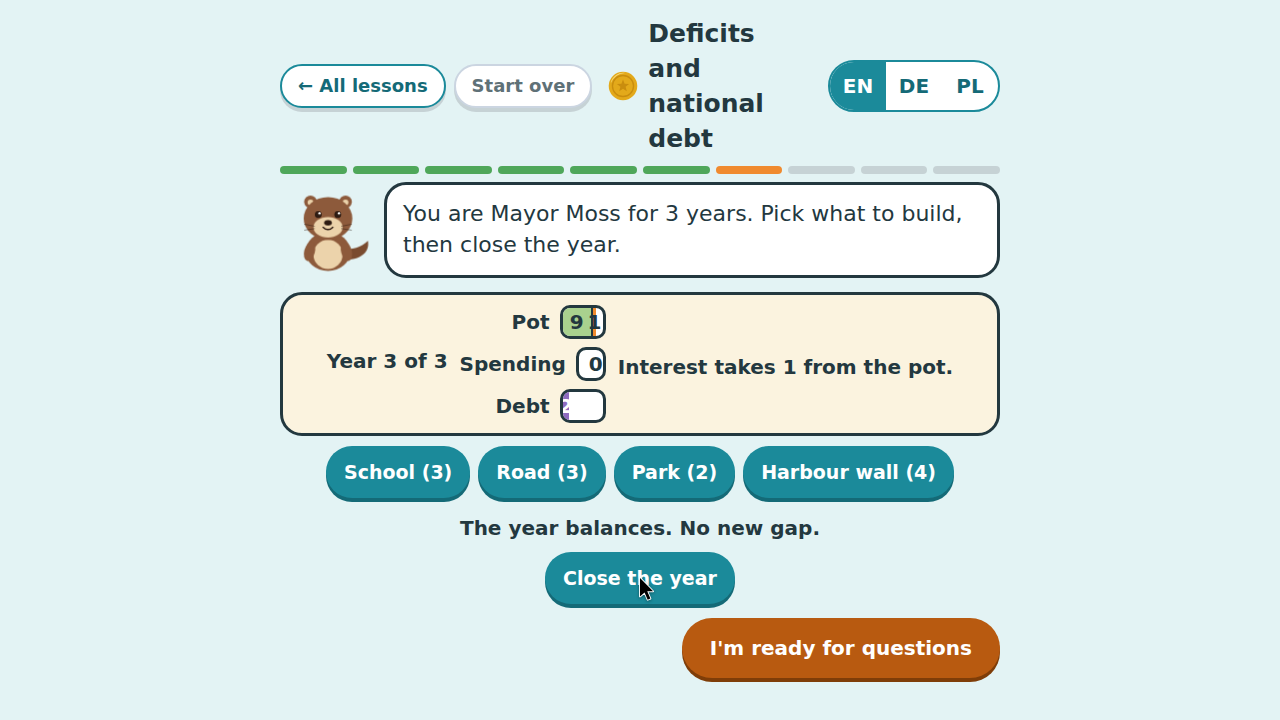 ← All lessons
Start over
Deficits
and
national
debt
EN DE PL
You are Mayor Moss for 3 years. Pick what to build,
then close the year.
Pot 9 1
Year 3 of 3
Spending 0
Interest takes 1 from the pot.
Debt 2
School (3) Road (3) Park (2) Harbour wall (4)
The year balances. No new gap.
Close the year
I'm ready for questions